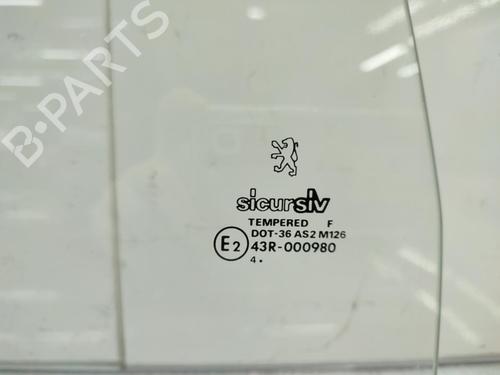 B-PARTS
sicursiv
TEMPERED F
DOT-36 AS2 M126
E2 43R-000980
4.